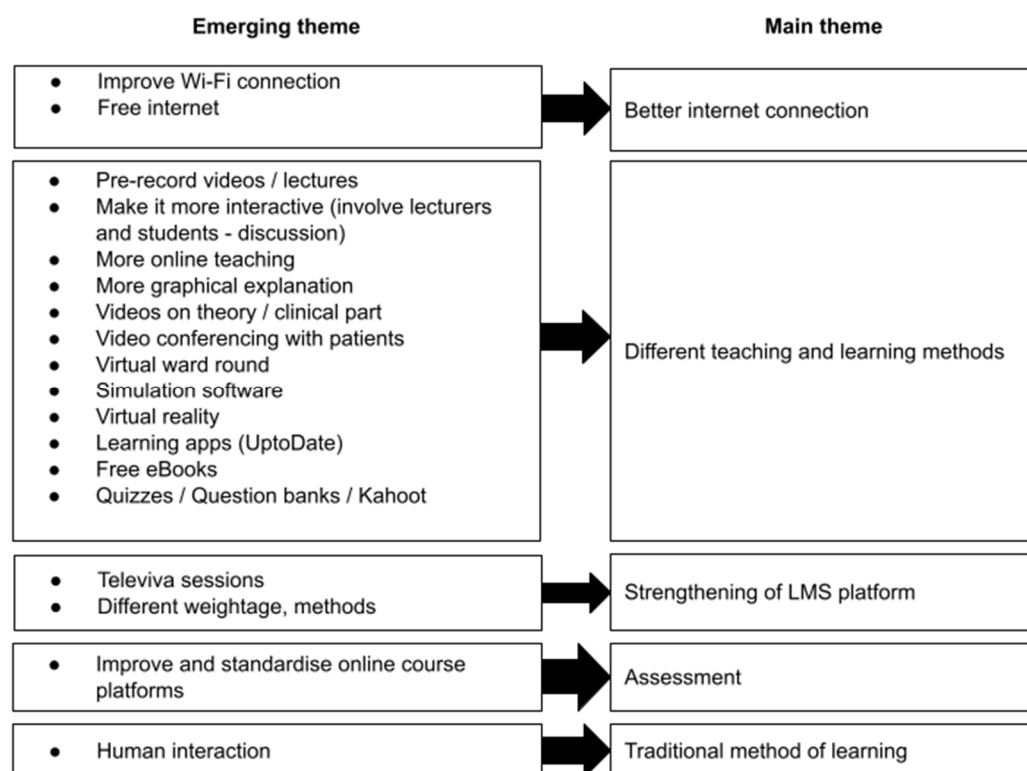 Emerging theme
Main theme
● Improve Wi-Fi connection
● Free internet
Better internet connection
● Pre-record videos / lectures
● Make it more interactive (involve lecturers
and students - discussion)
● More online teaching
● More graphical explanation
● Videos on theory / clinical part
● Video conferencing with patients
● Virtual ward round
● Simulation software
● Virtual reality
● Learning apps (UptoDate)
● Free eBooks
● Quizzes / Question banks / Kahoot
Different teaching and learning methods
● Televiva sessions
● Different weightage, methods
Strengthening of LMS platform
● Improve and standardise online course
platforms
Assessment
● Human interaction
Traditional method of learning